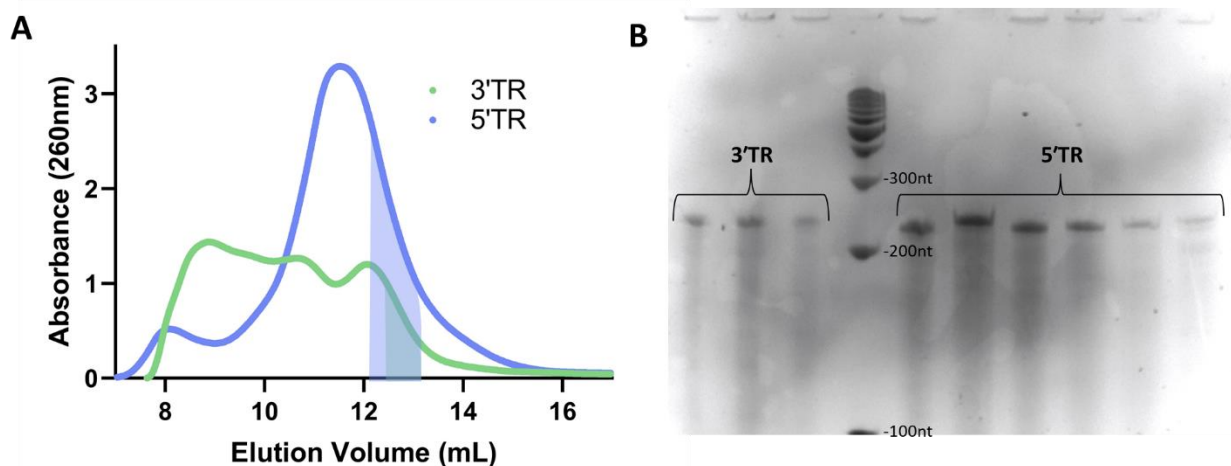 A
Absorbance (260nm)
3
2
1
0
8
10
12
14
16
Elution Volume (mL)
3'TR
5'TR
B
3'TR
5'TR
-300nt
-200nt
-100nt